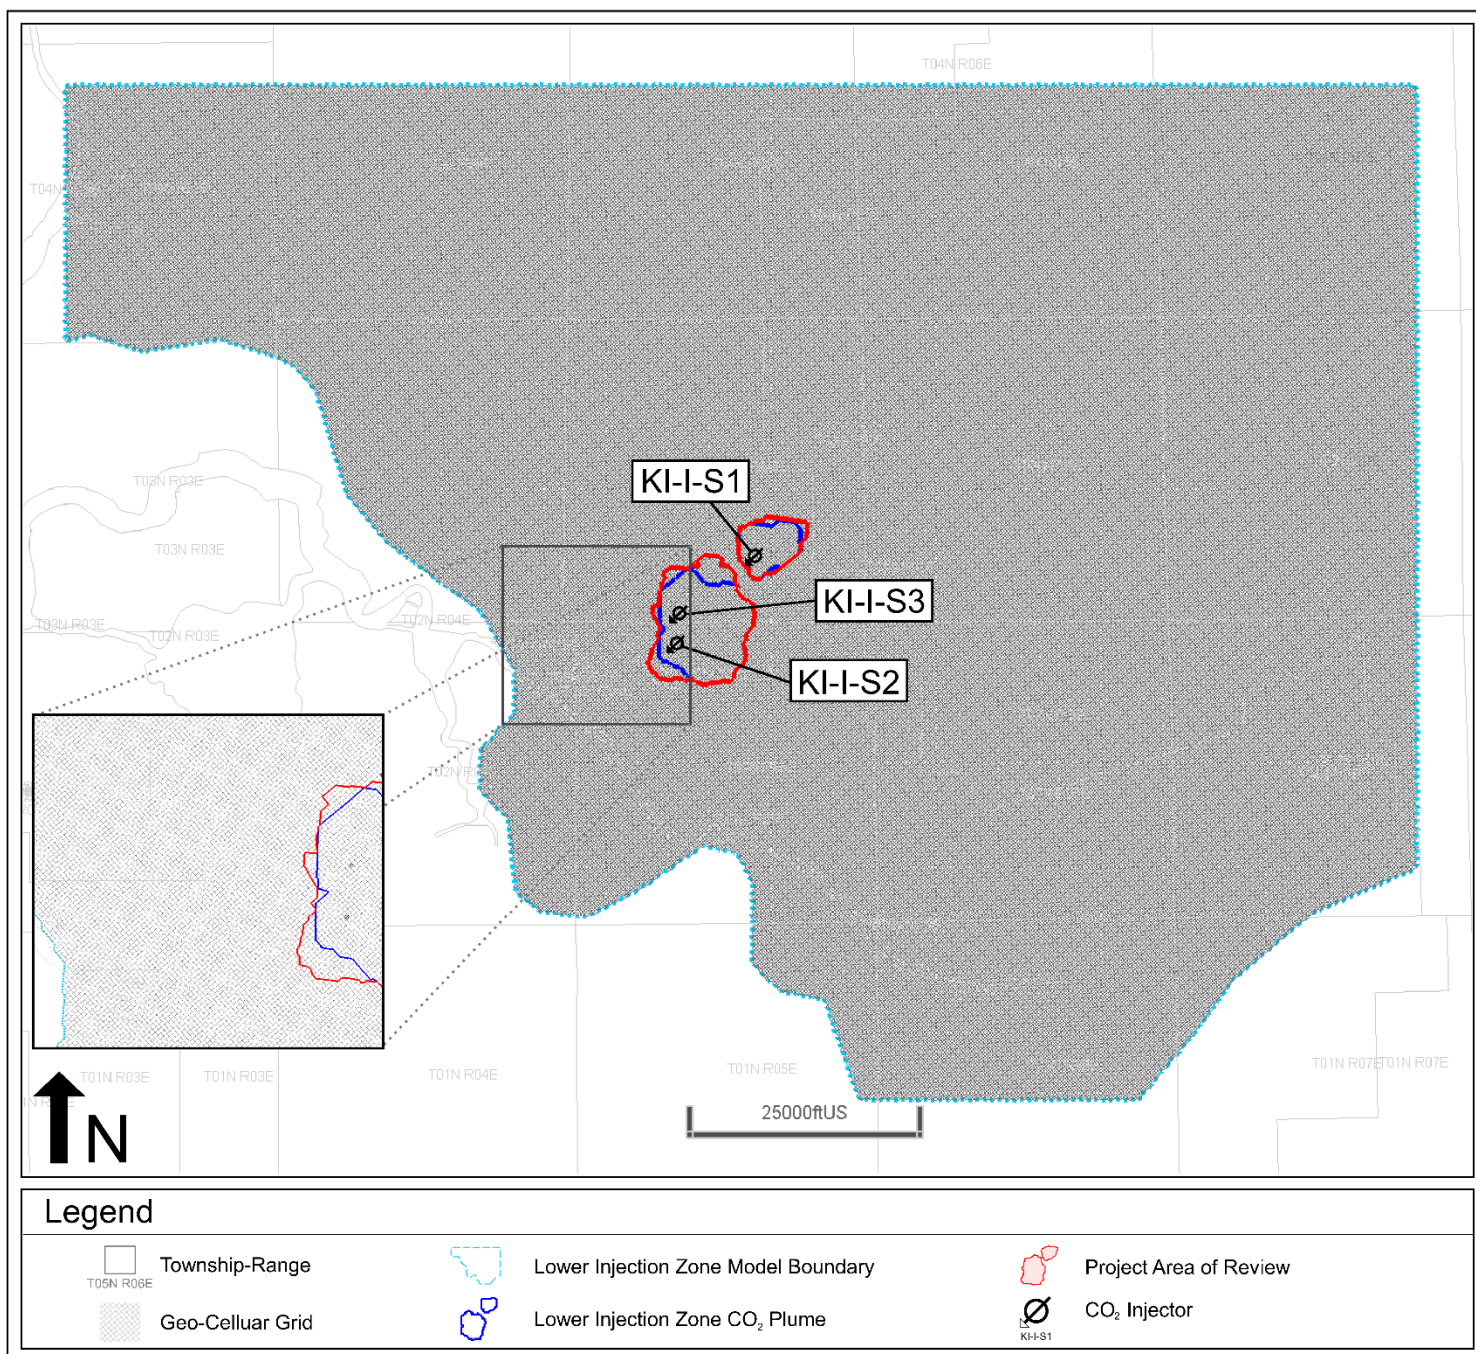 T04N R06E
T04N
T03N R03E
KI-I-S1
T03N R03E
KI-I-S3
T03N R03E
T02N R03E
T02N R04E
KI-I-S2
T02N
T01N R03E
T01N R03E
T01N R04E
T01N R05E
T01N R07E
T01N R07E
25000ftUS
N
Legend
T05N R06E
Township-Range
Lower Injection Zone Model Boundary
Project Area of Review
Geo-Celluar Grid
Lower Injection Zone CO₂ Plume
KI-I-S1
CO₂ Injector